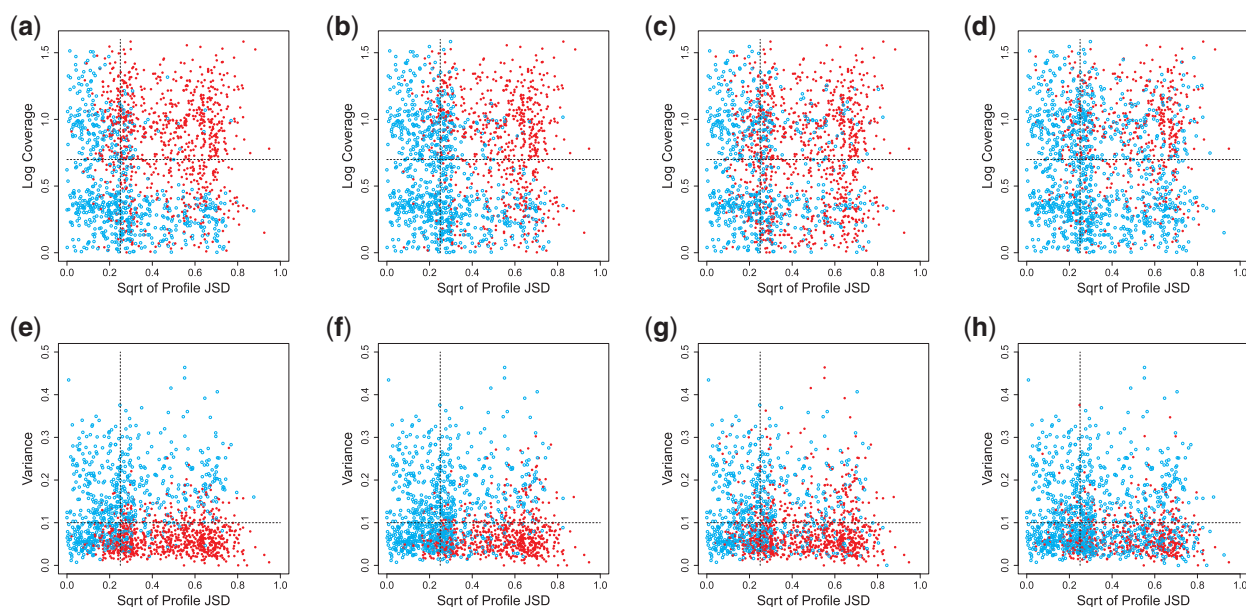 (a) (b) (c) (d)
Log Coverage Log Coverage Log Coverage Log Coverage
1.5 1.5 1.5 1.5
1.0 1.0 1.0 1.0
0.5 0.5 0.5 0.5
0.0 0.0 0.0 0.0
0.0 0.2 0.4 0.6 0.8 1.0 0.0 0.2 0.4 0.6 0.8 1.0 0.0 0.2 0.4 0.6 0.8 1.0 0.0 0.2 0.4 0.6 0.8 1.0
Sqrt of Profile JSD Sqrt of Profile JSD Sqrt of Profile JSD Sqrt of Profile JSD
(e) (f) (g) (h)
Variance Variance Variance Variance
0.5 0.5 0.5 0.5
0.4 0.4 0.4 0.4
0.3 0.3 0.3 0.3
0.2 0.2 0.2 0.2
0.1 0.1 0.1 0.1
0.0 0.0 0.0 0.0
0.0 0.2 0.4 0.6 0.8 1.0 0.0 0.2 0.4 0.6 0.8 1.0 0.0 0.2 0.4 0.6 0.8 1.0 0.0 0.2 0.4 0.6 0.8 1.0
Sqrt of Profile JSD Sqrt of Profile JSD Sqrt of Profile JSD Sqrt of Profile JSD